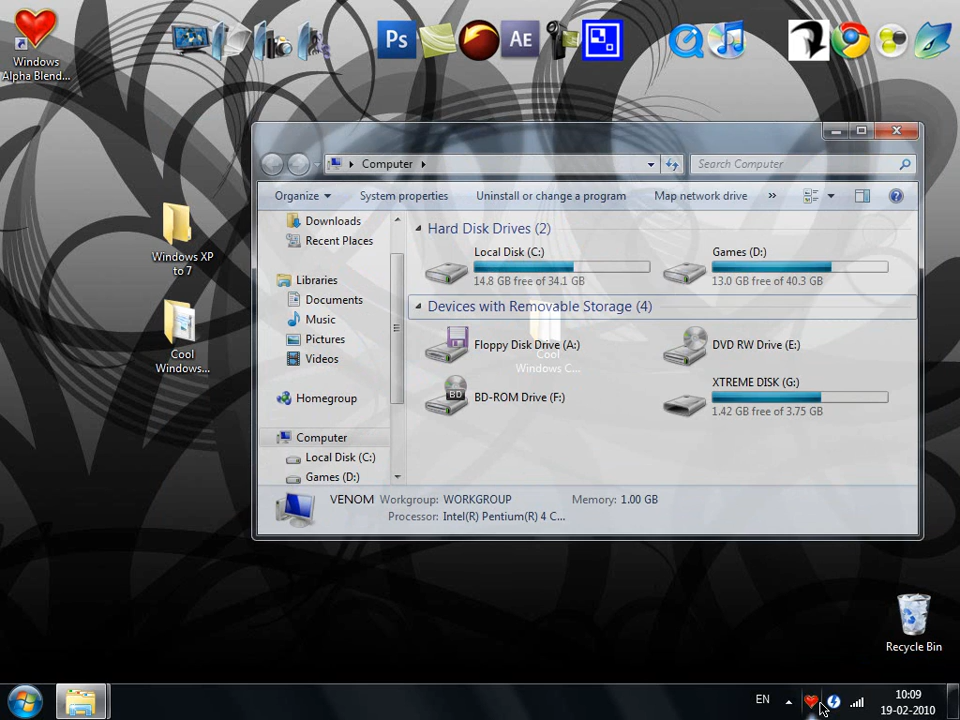 Windows
Alpha Blend...
Ps
AE
Computer
Search Computer
Organize
System properties
Uninstall or change a program
Map network drive
»
Downloads
Recent Places
Libraries
Documents
Music
Pictures
Videos
Homegroup
Computer
Local Disk (C:)
Games (D:)
Hard Disk Drives (2)
Local Disk (C:)
14.8 GB free of 34.1 GB
Games (D:)
13.0 GB free of 40.3 GB
Devices with Removable Storage (4)
Floppy Disk Drive (A:)
DVD RW Drive (E:)
BD
BD-ROM Drive (F:)
XTREME DISK (G:)
1.42 GB free of 3.75 GB
Cool
Windows C...
VENOM Workgroup: WORKGROUP Memory: 1.00 GB
Processor: Intel(R) Pentium(R) 4 C...
Windows XP
to 7
Cool
Windows...
Recycle Bin
EN
10:09
19-02-2010